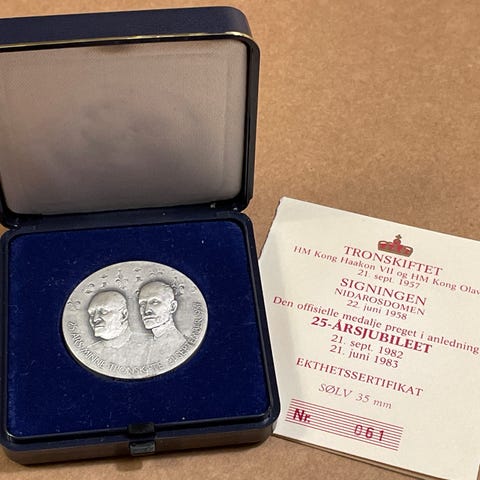 TRONSKIFTET
HM Kong Haakon VII og HM Kong Olav
21. sept. 1957
SIGNINGEN
NIDAROSDOMEN
22. juni 1958
Den offisielle medalje preget i anledning
25-ÅRSJUBILEET
21. sept. 1982
21. juni 1983
EKTHETSSERTIFIKAT
SØLV 35 mm
Nr. 061